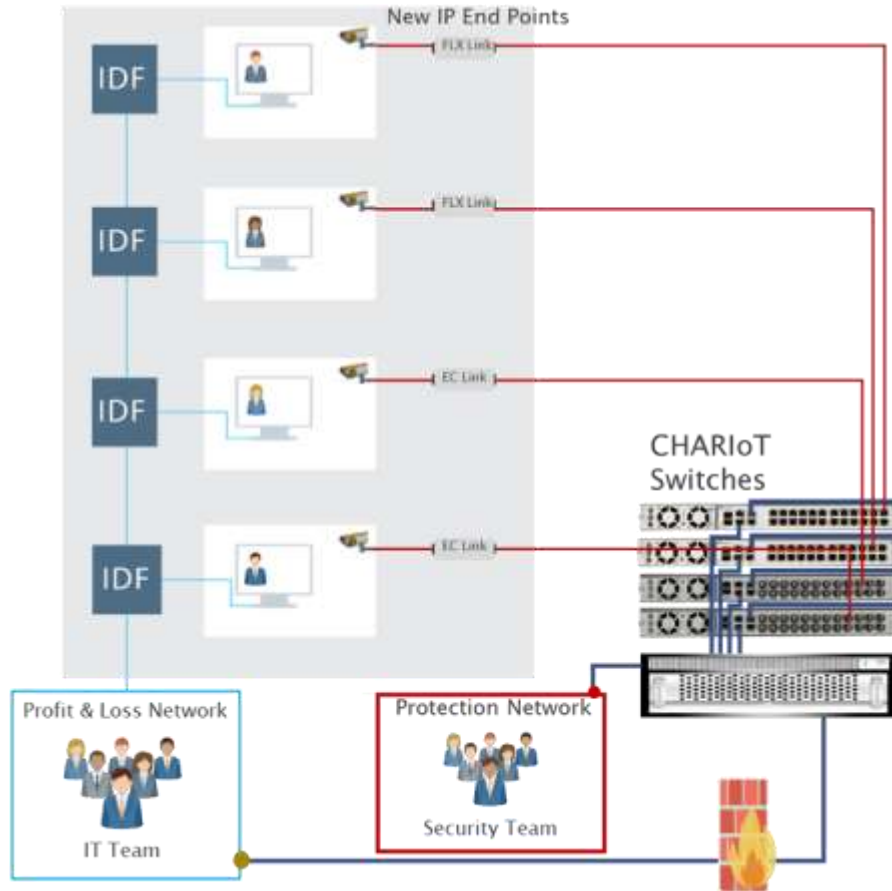 New IP End Points
IDF
FLX Link
IDF
FLX Link
IDF
EC Link
CHARIoT
Switches
IDF
EC Link
Profit & Loss Network
IT Team
Protection Network
Security Team